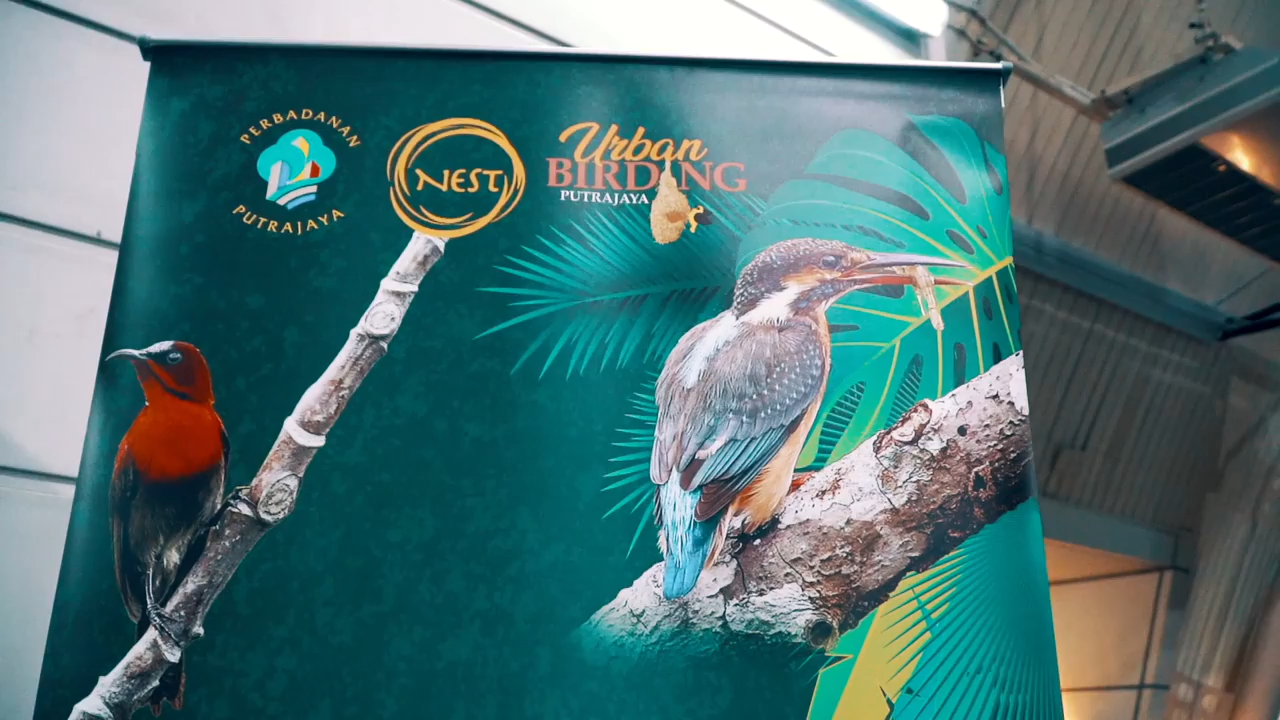 PERBADANAN
PUTRAJAYA
NEST
Urban
BIRDING
PUTRAJAYA